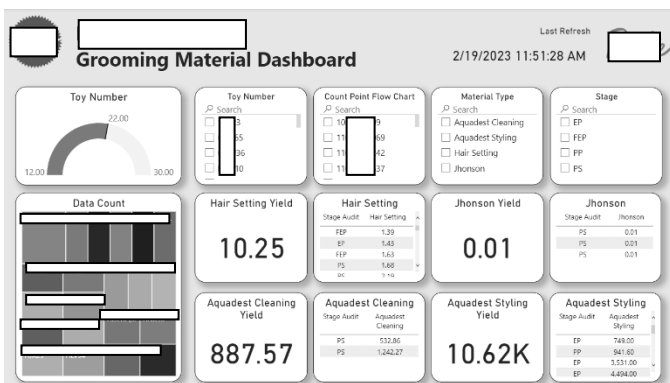 Last Refresh
Grooming Material Dashboard
2/19/2023 11:51:28 AM
Toy Number
22.00
12.00
30.00
Toy Number
Search
3
65
36
10
Count Point Flow Chart
Search
10 9
11 69
11 42
11 37
Material Type
Search
Aquadest Cleaning
Aquadest Styling
Hair Setting
Jhonson
Stage
Search
EP
FEP
PP
PS
Data Count
Hair Setting Yield
10.25
Hair Setting
Stage Audit Hair Setting
FEP 1.39
EP 1.43
FEP 1.63
PS 1.68
PS 2.19
Jhonson Yield
0.01
Jhonson
Stage Audit Jhonson
PS 0.01
PS 0.01
PS 0.01
Aquadest Cleaning
Yield
887.57
Aquadest Cleaning
Stage Audit Aquadest
Cleaning
PS 532.86
PS 1,242.27
Aquadest Styling
Yield
10.62K
Aquadest Styling
Stage Audit Aquadest
Styling
EP 749.00
PP 941.60
EP 3,531.00
EP 4,494.00